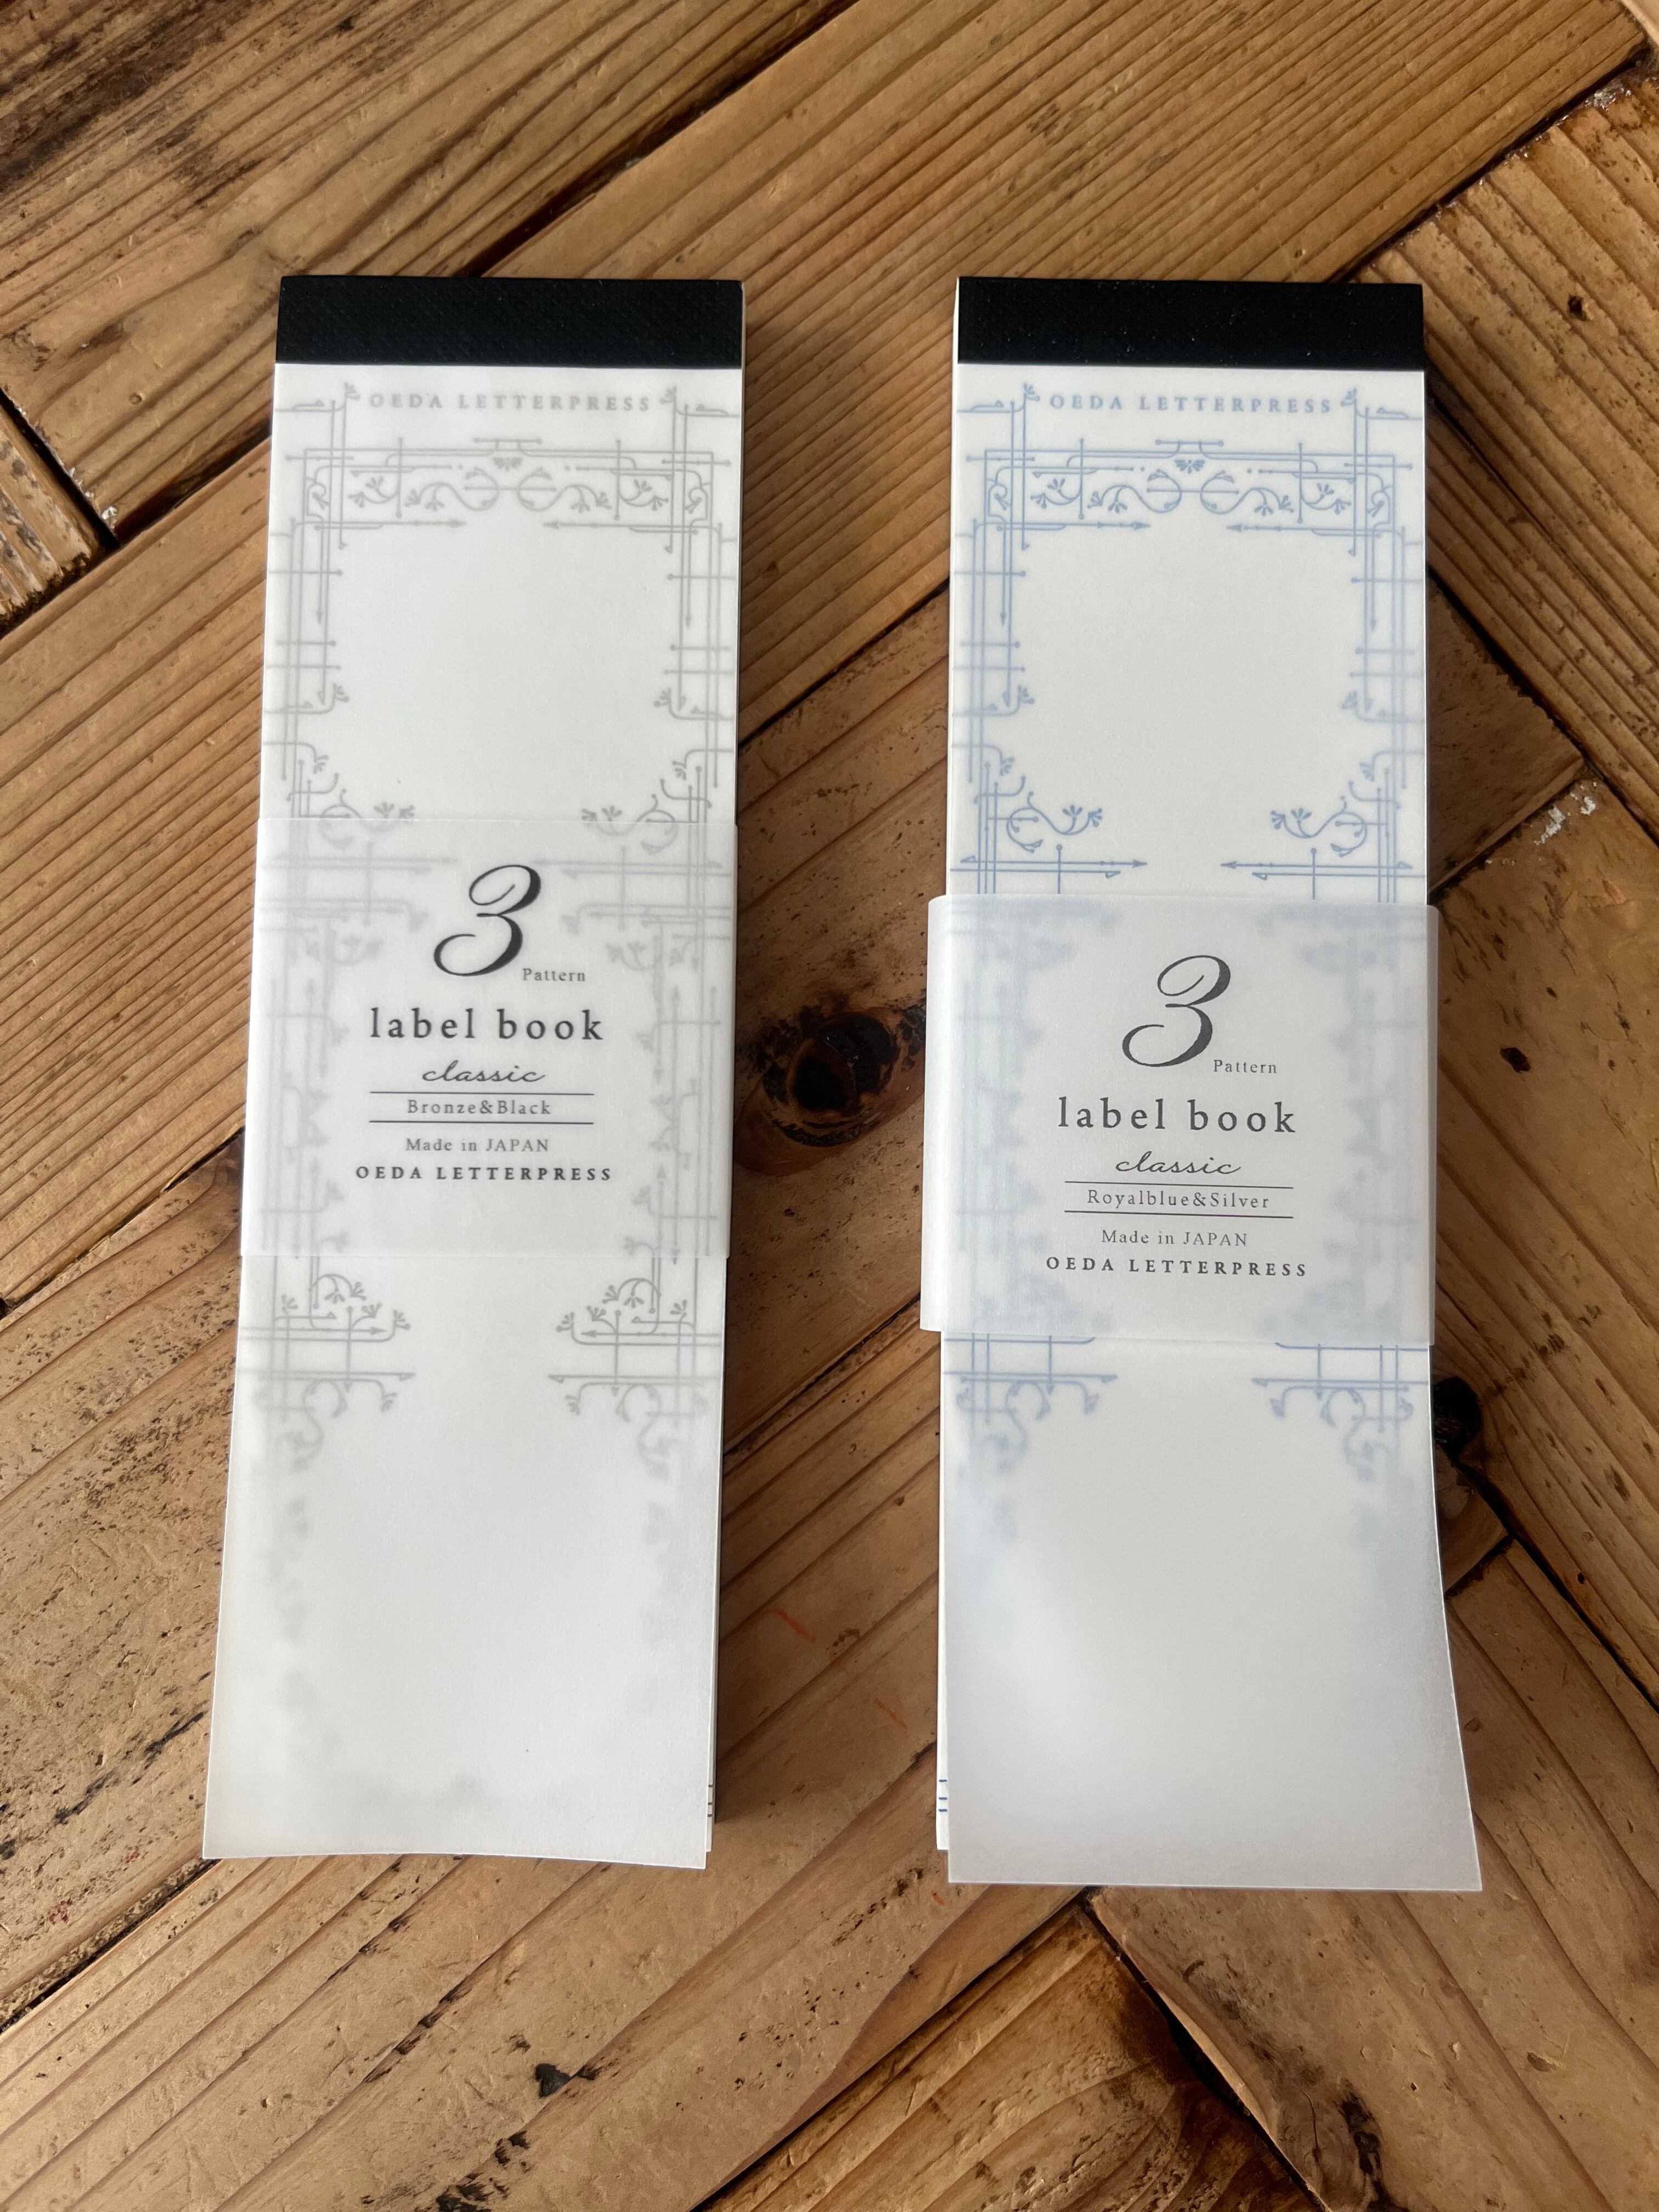 OEDA LETTERPRESS
3
Pattern
label book
classic
Bronze&Black
Made in JAPAN
OEDA LETTERPRESS
OEDA LETTERPRESS
3
Pattern
label book
classic
Royalblue&Silver
Made in JAPAN
OEDA LETTERPRESS